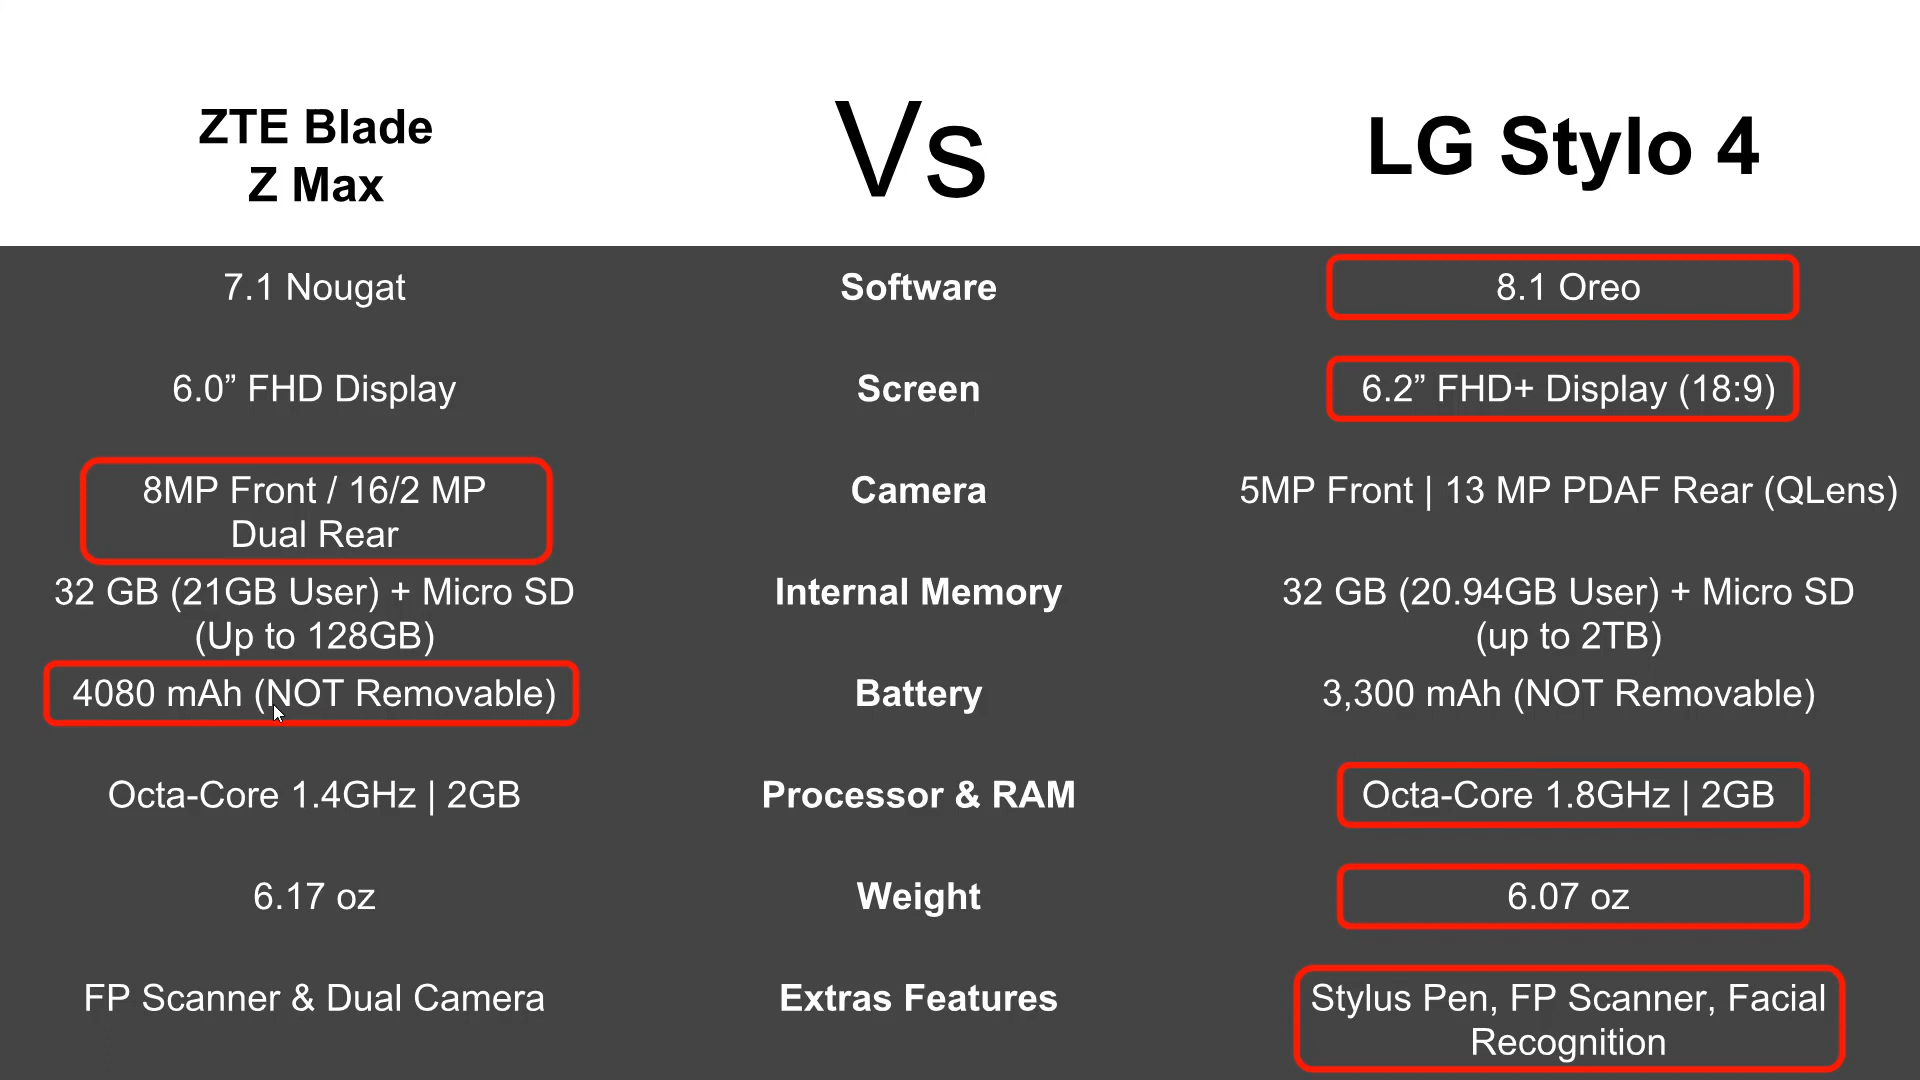 ZTE Blade
Z Max
Vs
LG Stylo 4
7.1 Nougat
Software
8.1 Oreo
6.0” FHD Display
Screen
6.2” FHD+ Display (18:9)
8MP Front / 16/2 MP
Dual Rear
Camera
5MP Front | 13 MP PDAF Rear (QLens)
32 GB (21GB User) + Micro SD
(Up to 128GB)
Internal Memory
32 GB (20.94GB User) + Micro SD
(up to 2TB)
4080 mAh (NOT Removable)
Battery
3,300 mAh (NOT Removable)
Octa-Core 1.4GHz | 2GB
Processor & RAM
Octa-Core 1.8GHz | 2GB
6.17 oz
Weight
6.07 oz
FP Scanner & Dual Camera
Extras Features
Stylus Pen, FP Scanner, Facial
Recognition